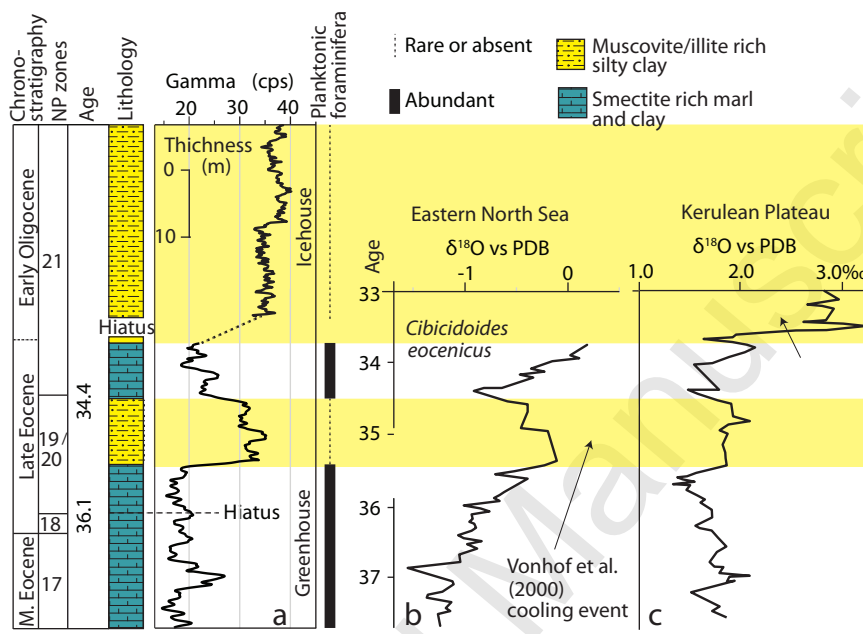 Chrono-
stratigraphy
NP zones
Age
Lithology
Gamma (cps)
20 30 40
Planktonic
foraminifera
Rare or absent
Abundant
Muscovite/illite rich
silty clay
Smectite rich marl
and clay
Thichness
(m)
0
10
Early Oligocene
Late Eocene
M. Eocene
21
19/
20
18
17
34.4
36.1
Hiatus
Hiatus
Icehouse
Greenhouse
a
Eastern North Sea
δ18O vs PDB
-1 0
Age
33
34
35
36
37
Cibicidoides
eocenicus
Vonhof et al.
(2000)
cooling event
b
Kerulean Plateau
δ18O vs PDB
1.0 2.0 3.0‰
c
Manuscri